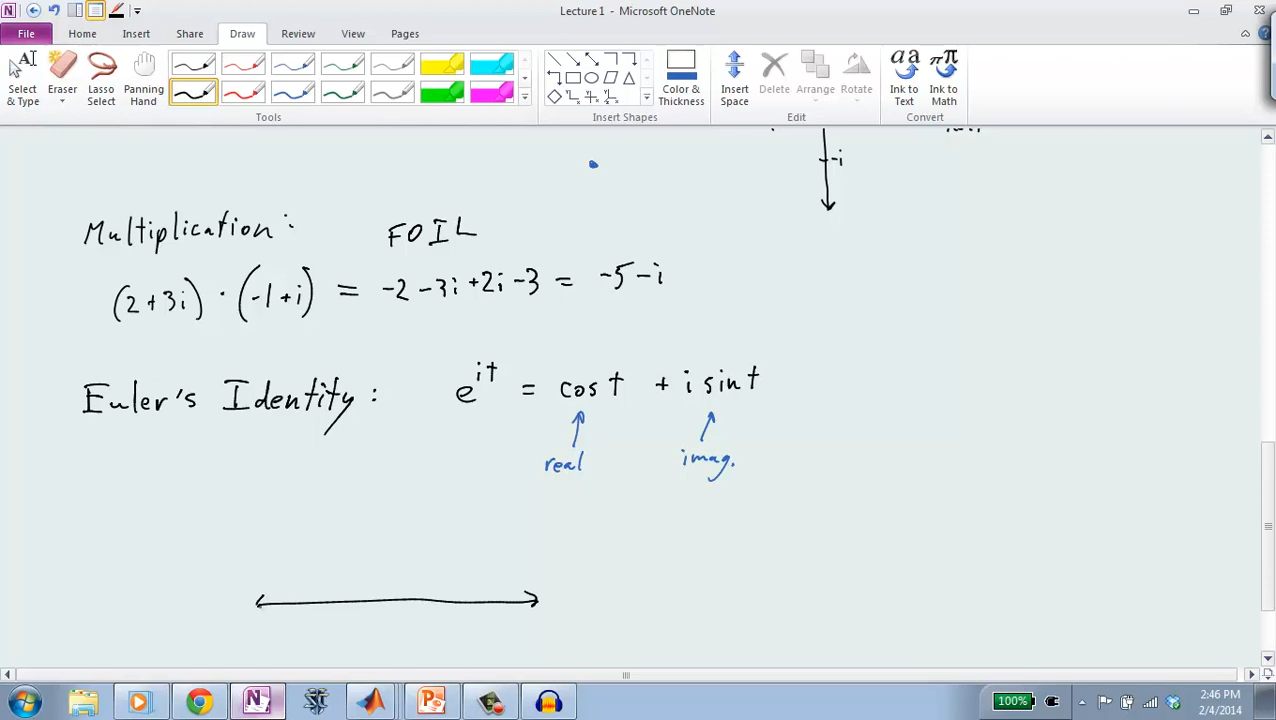 Lecture 1 - Microsoft OneNote
File Home Insert Share Draw Review View Pages
Select & Type
Eraser
Lasso Select
Panning Hand
Color & Thickness
Insert Space
Delete
Arrange
Rotate
Ink to Text
Ink to Math
Tools Insert Shapes Edit Convert
-i
Multiplication: FOIL
(2+3i) · (-1+i) = -2 -3i +2i -3 = -5 -i
Euler's Identity: e^{it} = cos t + i sin t
real imag.
100%
2:46 PM
2/4/2014